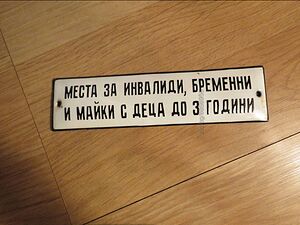 МЕСТА ЗА ИНВАЛИДИ, БРЕМЕННИ
И МАЙКИ С ДЕЦА ДО 3 ГОДИНИ